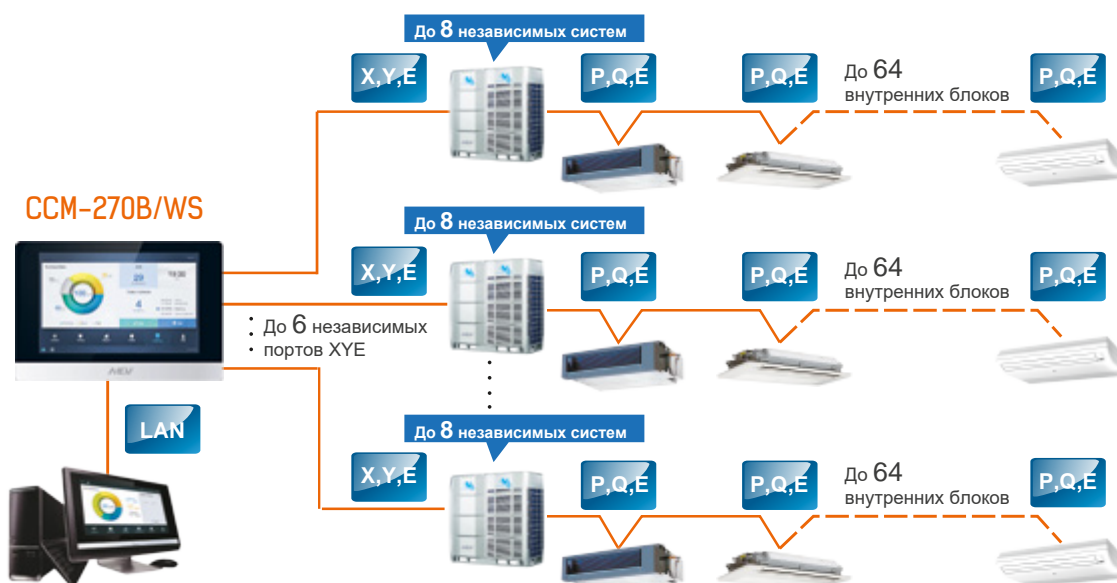 До 8 независимых систем
X,Y,E
P,Q,E
P,Q,E
До 64
внутренних блоков
P,Q,E
CCM-270B/WS
До 8 независимых систем
X,Y,E
P,Q,E
P,Q,E
До 64
внутренних блоков
P,Q,E
До 6 независимых
портов XYE
MDV
LAN
До 8 независимых систем
X,Y,E
P,Q,E
P,Q,E
До 64
внутренних блоков
P,Q,E